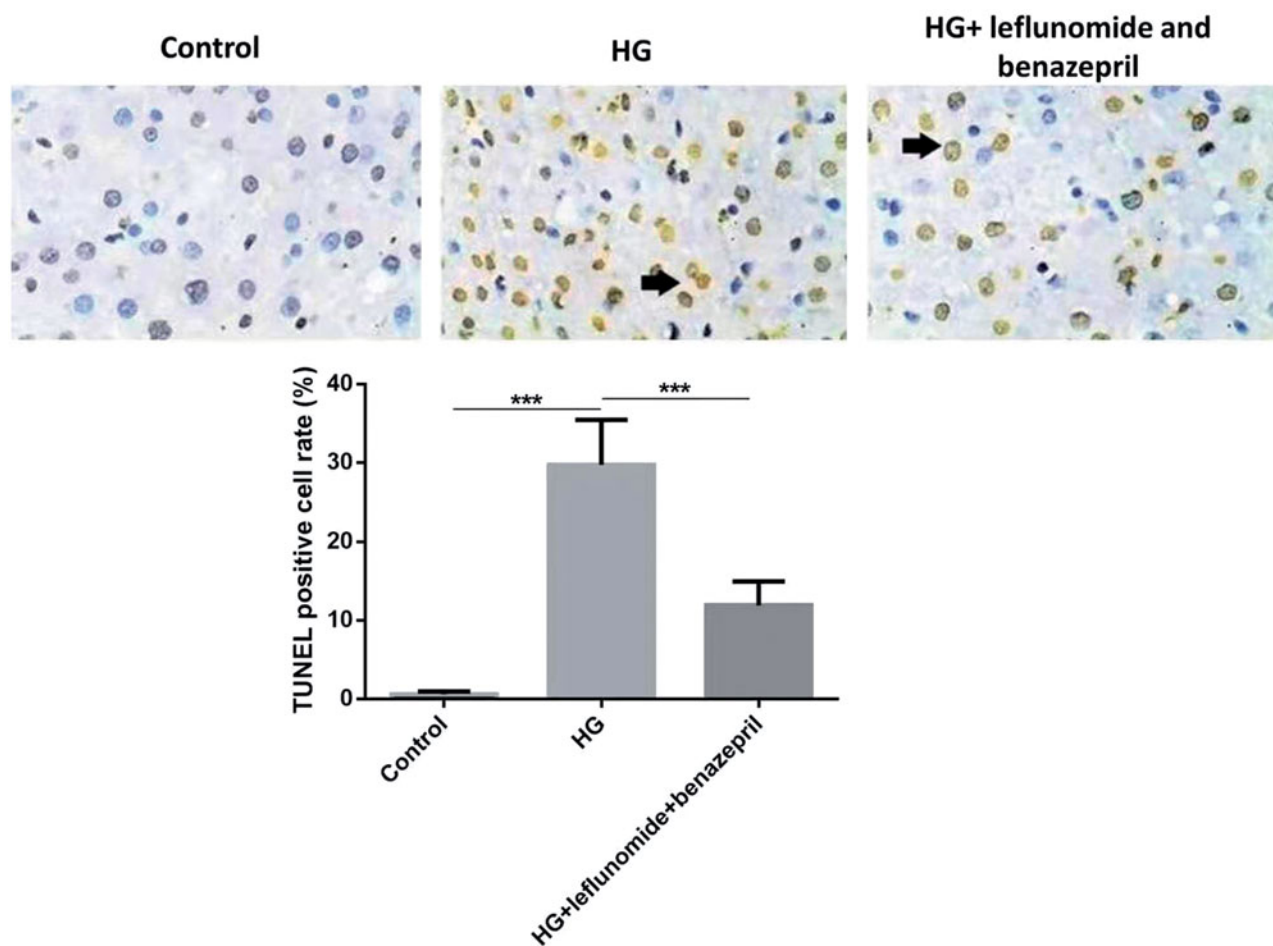 Control
HG
HG+ leflunomide and
benazepril
TUNEL positive cell rate (%)
40
30
20
10
0
***
***
Control
HG
HG+leflunomide+benazepril